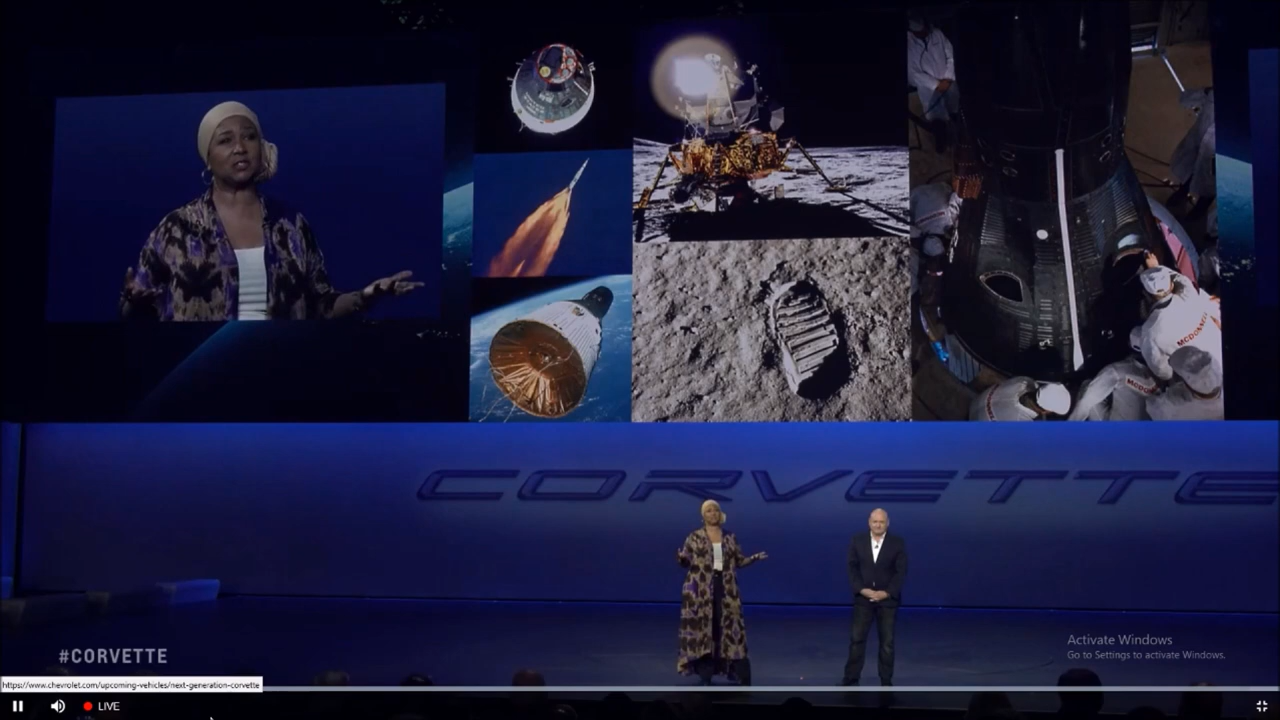 MCDONNELL
CORVETTE
#CORVETTE
Activate Windows
Go to Settings to activate Windows.
https://www.chevrolet.com/upcoming-vehicles/next-generation-corvette
LIVE